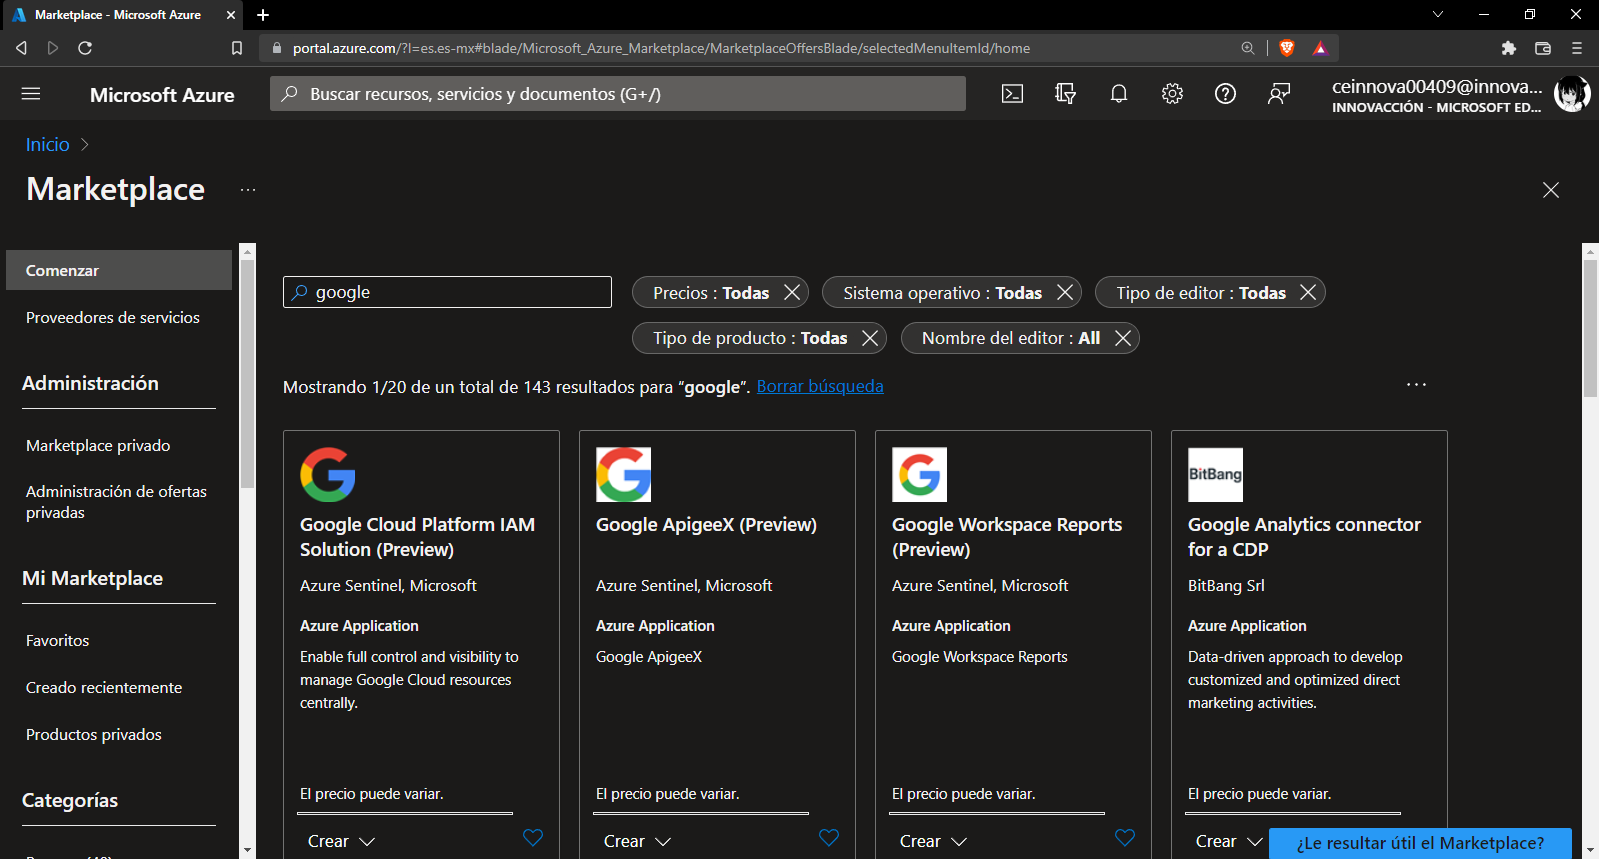 Marketplace - Microsoft Azure
portal.azure.com/?l=es.es-mx#blade/Microsoft_Azure_Marketplace/MarketplaceOffersBlade/selectedMenuItemId/home
Microsoft Azure
Buscar recursos, servicios y documentos (G+/)
ceinnova00409@innova...
INNOVACCIÓN - MICROSOFT ED...
Inicio
Marketplace
...
Comenzar
Proveedores de servicios
Administración
Marketplace privado
Administración de ofertas
privadas
Mi Marketplace
Favoritos
Creado recientemente
Productos privados
Categorías
google
Precios : Todas
Sistema operativo : Todas
Tipo de editor : Todas
Tipo de producto : Todas
Nombre del editor : All
Mostrando 1/20 de un total de 143 resultados para “google”. Borrar búsqueda
...
Google Cloud Platform IAM
Solution (Preview)
Azure Sentinel, Microsoft
Azure Application
Enable full control and visibility to
manage Google Cloud resources
centrally.
El precio puede variar.
Crear
Google ApigeeX (Preview)
Azure Sentinel, Microsoft
Azure Application
Google ApigeeX
El precio puede variar.
Crear
Google Workspace Reports
(Preview)
Azure Sentinel, Microsoft
Azure Application
Google Workspace Reports
El precio puede variar.
Crear
BitBang
Google Analytics connector
for a CDP
BitBang Srl
Azure Application
Data-driven approach to develop
customized and optimized direct
marketing activities.
El precio puede variar.
Crear
¿Le resultar útil el Marketplace?